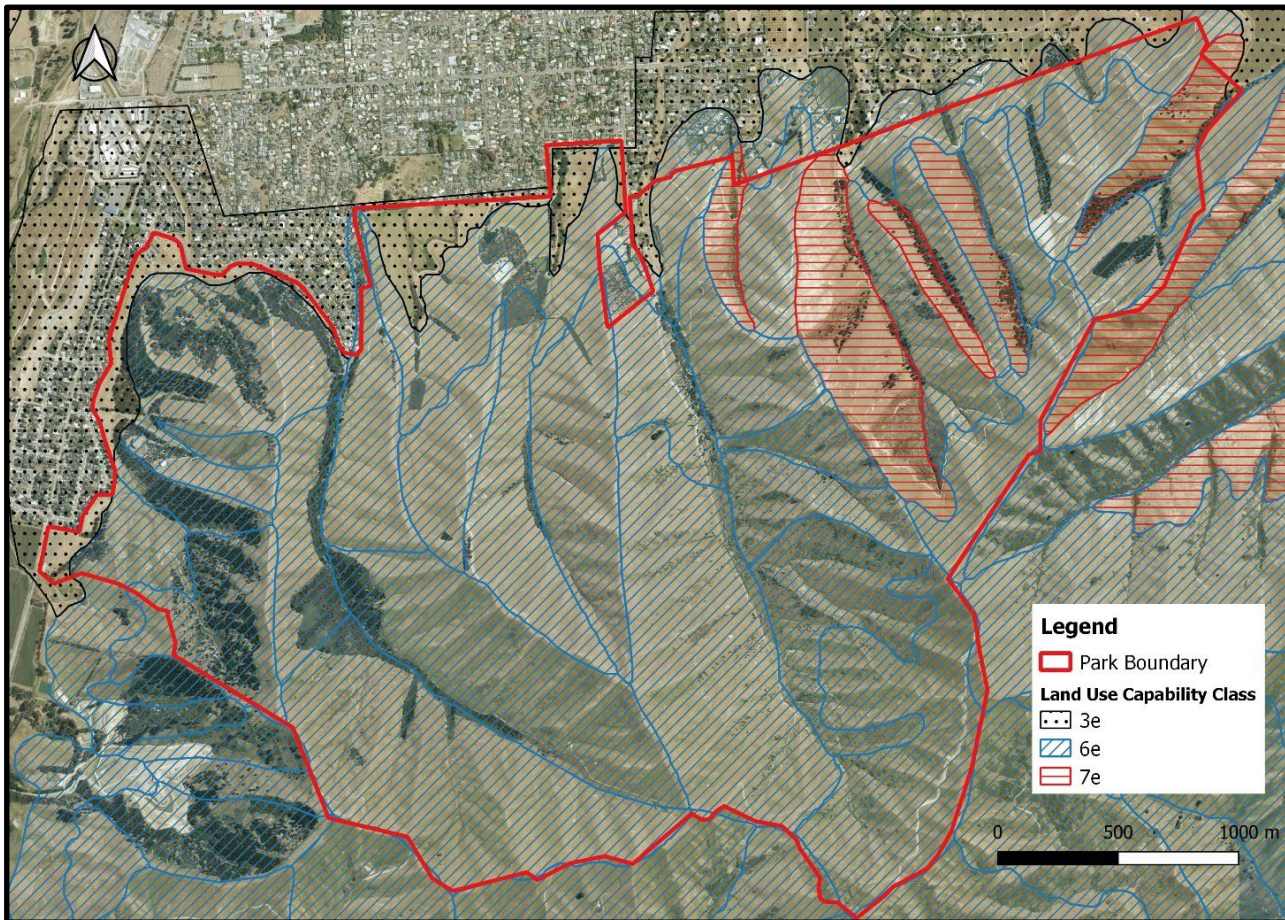 Legend
Park Boundary
Land Use Capability Class
3e
6e
7e
0 500 1000 m